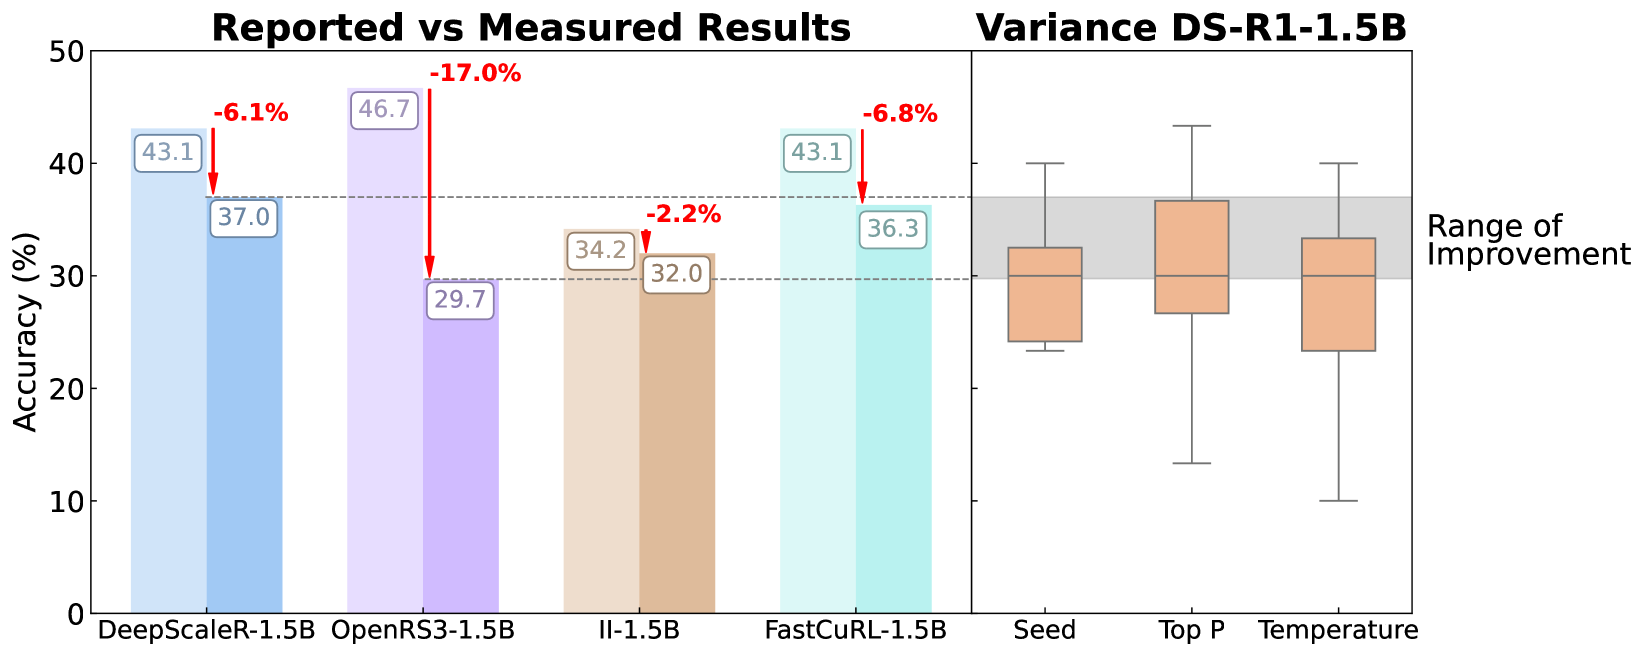 Reported vs Measured Results
Variance DS-R1-1.5B
Accuracy (%)
50
40
30
20
10
0
-6.1%
-17.0%
-2.2%
-6.8%
43.1
37.0
46.7
29.7
34.2
32.0
43.1
36.3
Range of
Improvement
DeepScaleR-1.5B
OpenRS3-1.5B
II-1.5B
FastCuRL-1.5B
Seed
Top P
Temperature